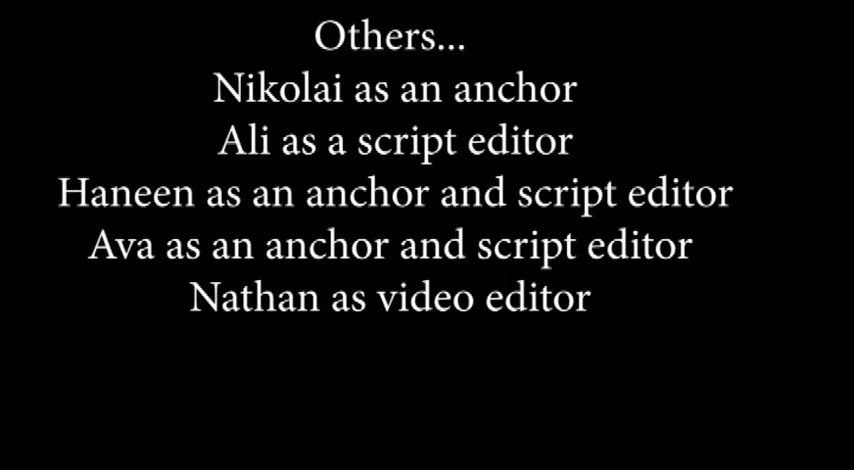 Others...
Nikolai as an anchor
Ali as a script editor
Haneen as an anchor and script editor
Ava as an anchor and script editor
Nathan as video editor